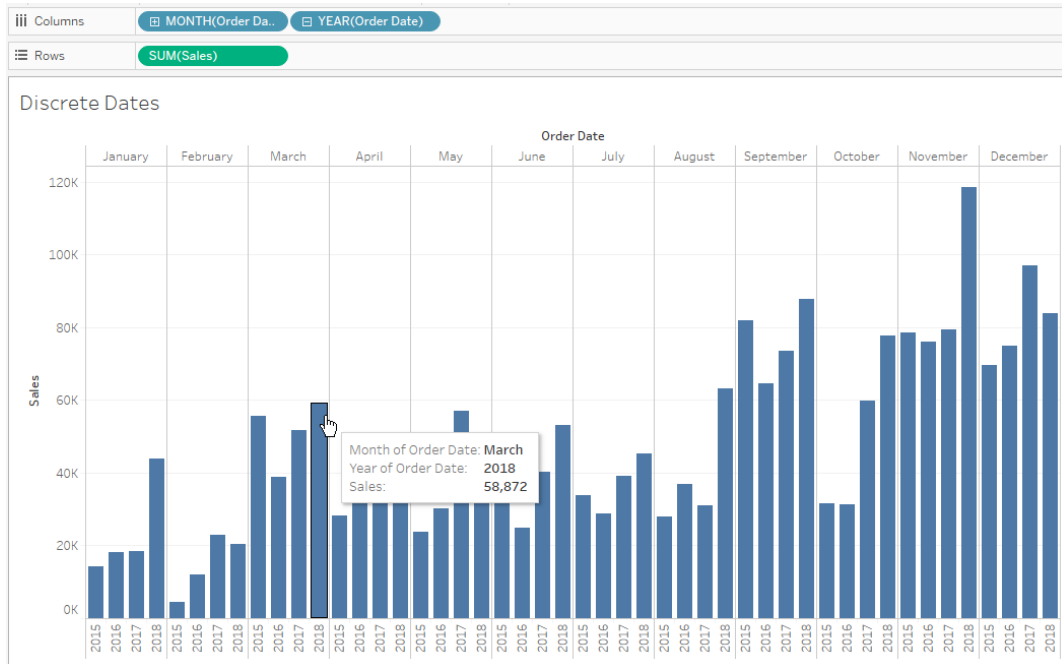 Columns MONTH(Order Da.. YEAR(Order Date)
Rows SUM(Sales)
Discrete Dates
Order Date
January February March April May June July August September October November December
120K
100K
80K
60K
40K
20K
0K
Sales
Month of Order Date: March
Year of Order Date: 2018
Sales: 58,872
2015 2016 2017 2018 2015 2016 2017 2018 2015 2016 2017 2018 2015 2016 2017 2018 2015 2016 2017 2018 2015 2016 2017 2018 2015 2016 2017 2018 2015 2016 2017 2018 2015 2016 2017 2018 2015 2016 2017 2018 2015 2016 2017 2018 2015 2016 2017 2018